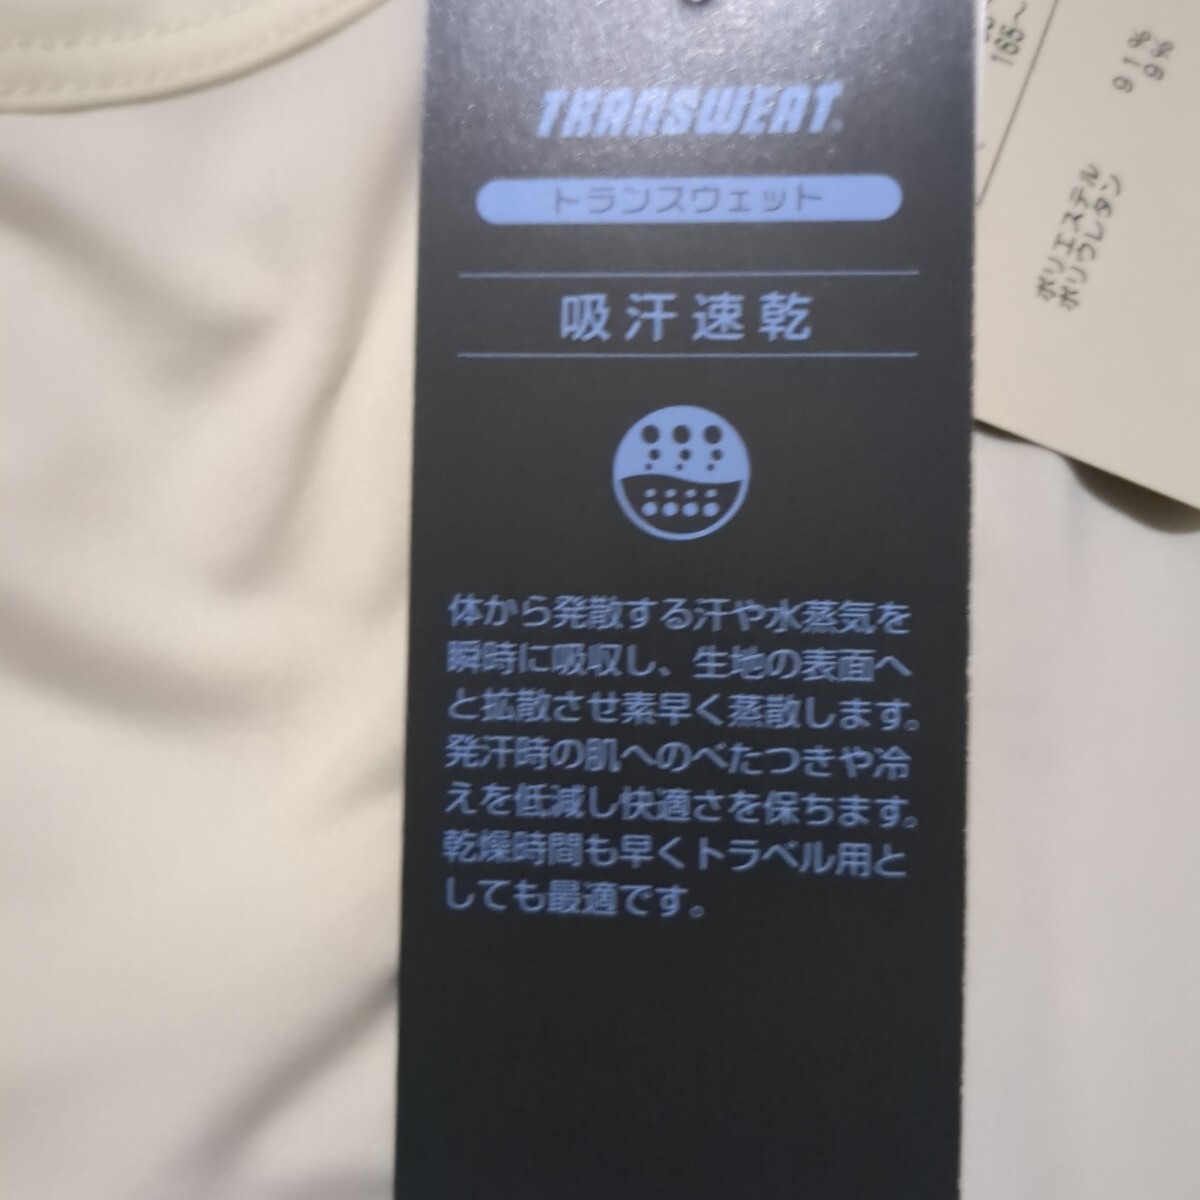 TRANSWEAT
トランスウェット
吸汗速乾
体から発散する汗や水蒸気を
瞬時に吸収し、生地の表面へ
と拡散させ素早く蒸散します。
発汗時の肌へのべたつきや冷
えを低減し快適さを保ちます。
乾燥時間も早くトラベル用と
しても最適です。
165〜
ポリエステル 91%
ポリウレタン 9%